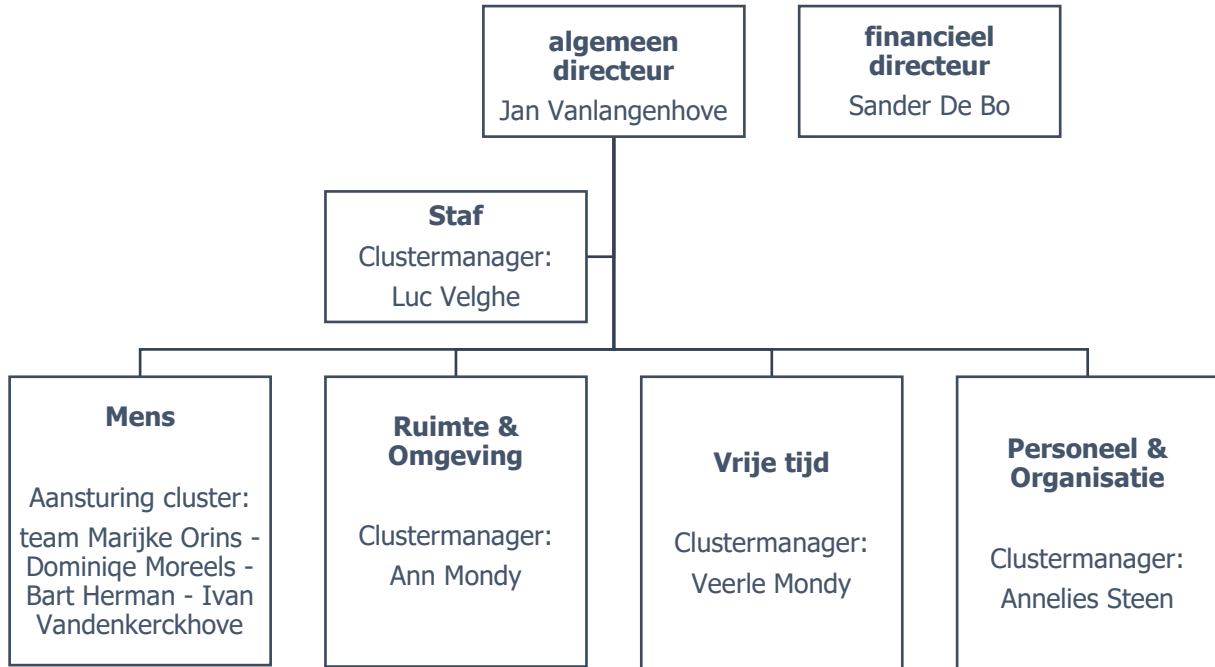 algemeen
directeur
Jan Vanlangenhove
financieel
directeur
Sander De Bo
Staf
Clustermanager:
Luc Velghe
Mens
Aansturing cluster:
team Marijke Orins -
Dominiqe Moreels -
Bart Herman - Ivan
Vandenkerckhove
Ruimte &
Omgeving
Clustermanager:
Ann Mondy
Vrije tijd
Clustermanager:
Veerle Mondy
Personeel &
Organisatie
Clustermanager:
Annelies Steen